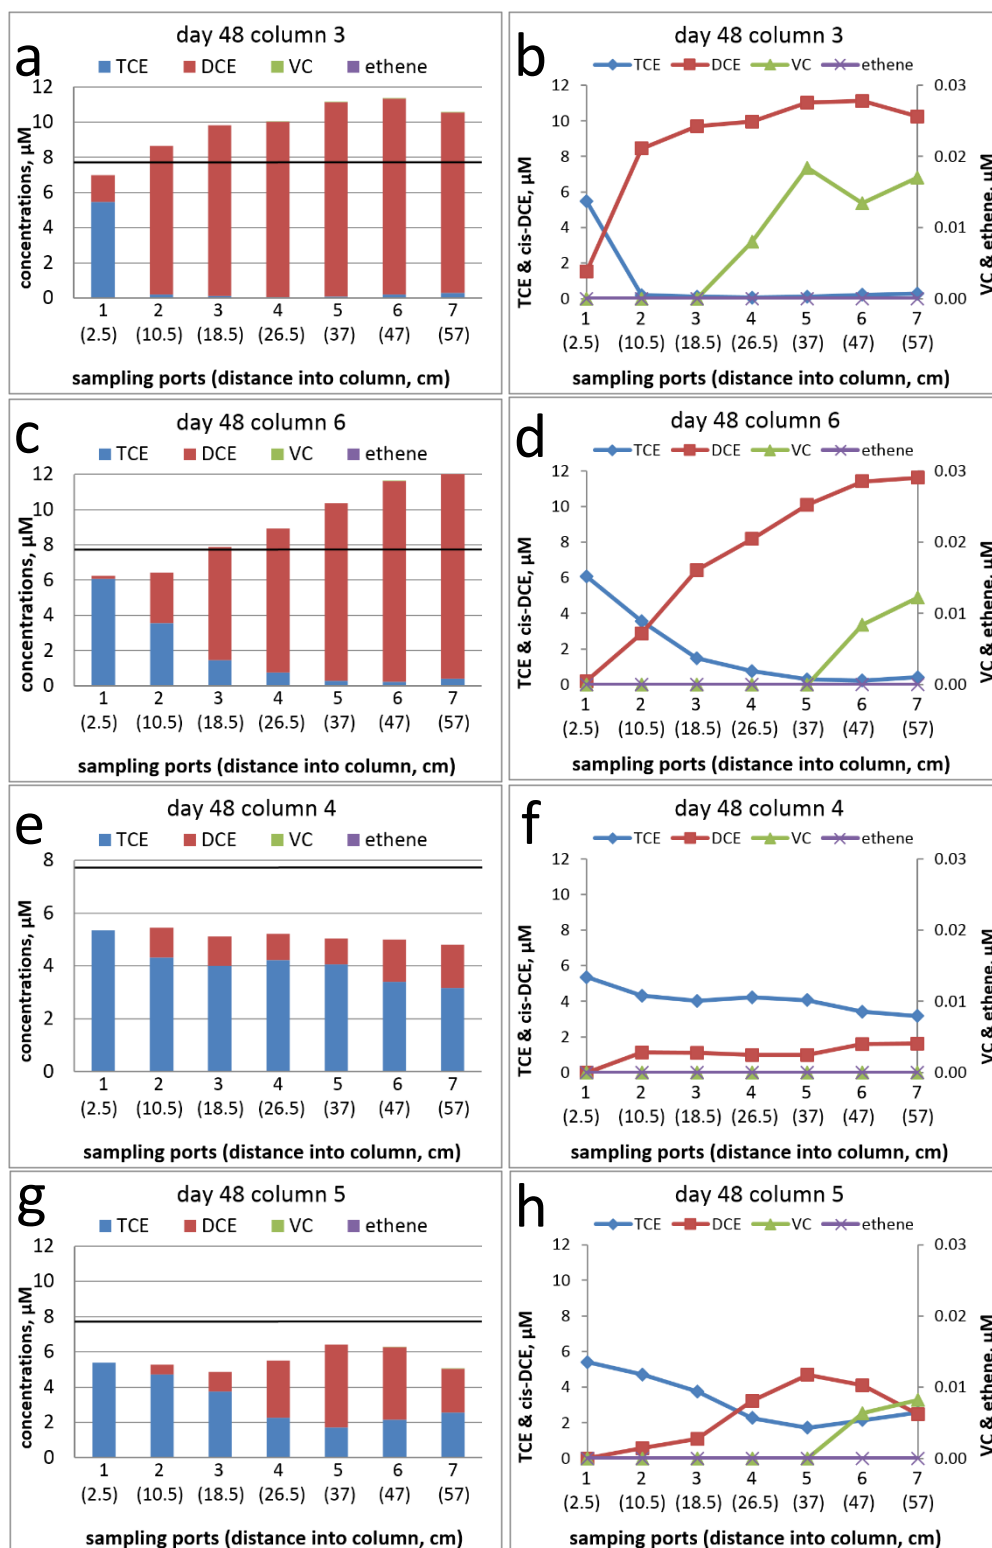 a
day 48 column 3
TCE DCE VC ethene
concentrations, µM
12
10
8
6
4
2
0
1 2 3 4 5 6 7
(2.5) (10.5) (18.5) (26.5) (37) (47) (57)
sampling ports (distance into column, cm)
b
day 48 column 3
TCE DCE VC ethene
TCE & cis-DCE, µM
12
10
8
6
4
2
0
0.03
0.02
0.01
0.00
VC & ethene, µM
1 2 3 4 5 6 7
(2.5) (10.5) (18.5) (26.5) (37) (47) (57)
sampling ports (distance into column, cm)
c
day 48 column 6
TCE DCE VC ethene
concentrations, µM
12
10
8
6
4
2
0
1 2 3 4 5 6 7
(2.5) (10.5) (18.5) (26.5) (37) (47) (57)
sampling ports (distance into column, cm)
d
day 48 column 6
TCE DCE VC ethene
TCE & cis-DCE, µM
12
10
8
6
4
2
0
0.03
0.02
0.01
0.00
VC & ethene, µM
1 2 3 4 5 6 7
(2.5) (10.5) (18.5) (26.5) (37) (47) (57)
sampling ports (distance into column, cm)
e
day 48 column 4
TCE DCE VC ethene
concentrations, µM
8
6
4
2
0
1 2 3 4 5 6 7
(2.5) (10.5) (18.5) (26.5) (37) (47) (57)
sampling ports (distance into column, cm)
f
day 48 column 4
TCE DCE VC ethene
TCE & cis-DCE, µM
12
10
8
6
4
2
0
0.03
0.02
0.01
0.00
VC & ethene, µM
1 2 3 4 5 6 7
(2.5) (10.5) (18.5) (26.5) (37) (47) (57)
sampling ports (distance into column, cm)
g
day 48 column 5
TCE DCE VC ethene
concentrations, µM
12
10
8
6
4
2
0
1 2 3 4 5 6 7
(2.5) (10.5) (18.5) (26.5) (37) (47) (57)
sampling ports (distance into column, cm)
h
day 48 column 5
TCE DCE VC ethene
TCE & cis-DCE, µM
12
10
8
6
4
2
0
0.03
0.02
0.01
0.00
VC & ethene, µM
1 2 3 4 5 6 7
(2.5) (10.5) (18.5) (26.5) (37) (47) (57)
samping ports (distance into column, cm)